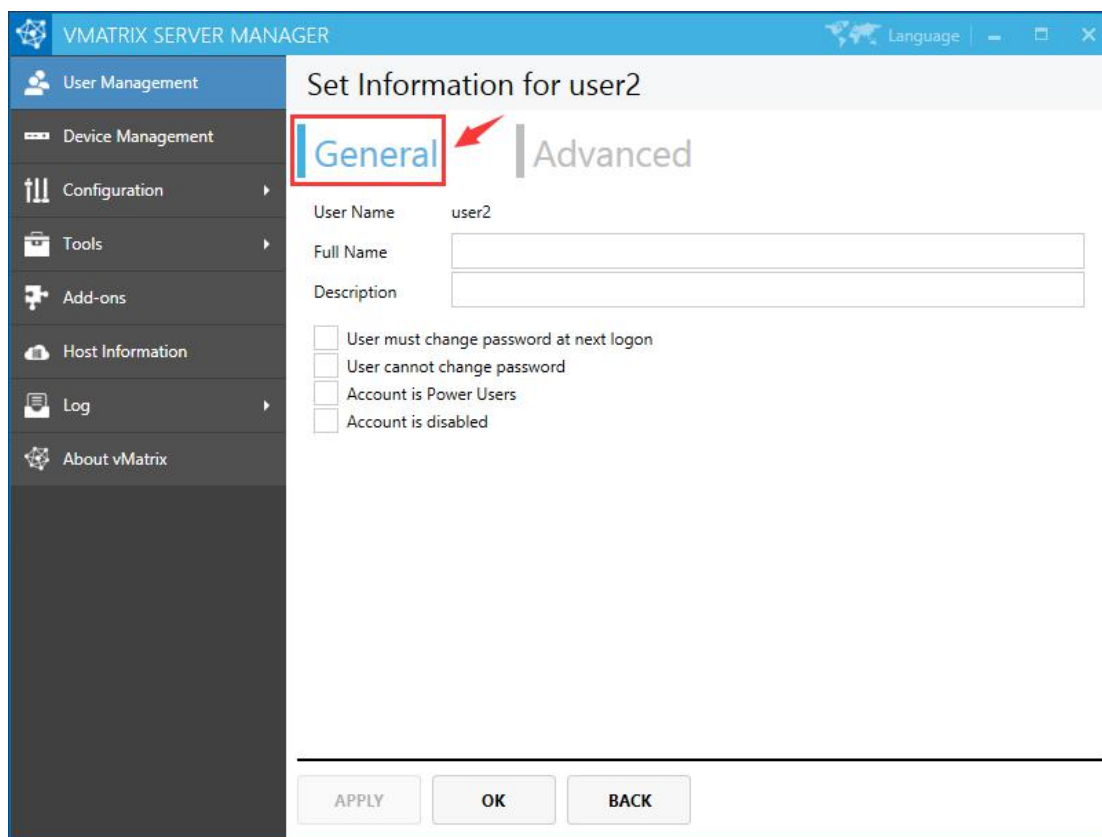 VMATRIX SERVER MANAGER
Language
User Management
Device Management
Configuration
Tools
Add-ons
Host Information
Log
About vMatrix
Set Information for user2
General
Advanced
User Name user2
Full Name
Description
User must change password at next logon
User cannot change password
Account is Power Users
Account is disabled
APPLY
OK
BACK